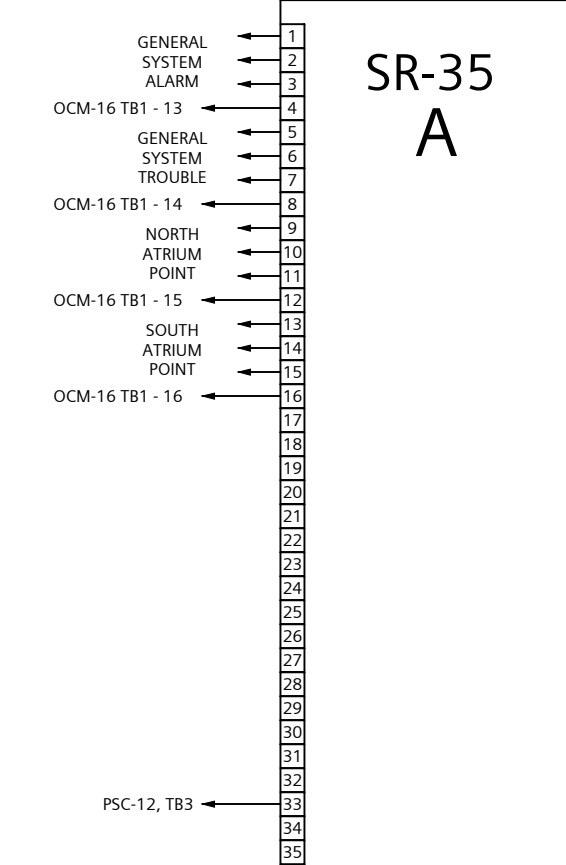 SR-35
A
GENERAL
SYSTEM
ALARM
OCM-16 TB1 - 13
GENERAL
SYSTEM
TROUBLE
OCM-16 TB1 - 14
NORTH
ATRIUM
POINT
OCM-16 TB1 - 15
SOUTH
ATRIUM
POINT
OCM-16 TB1 - 16
PSC-12, TB3
1
2
3
4
5
6
7
8
9
10
11
12
13
14
15
16
17
18
19
20
21
22
23
24
25
26
27
28
29
30
31
32
33
34
35